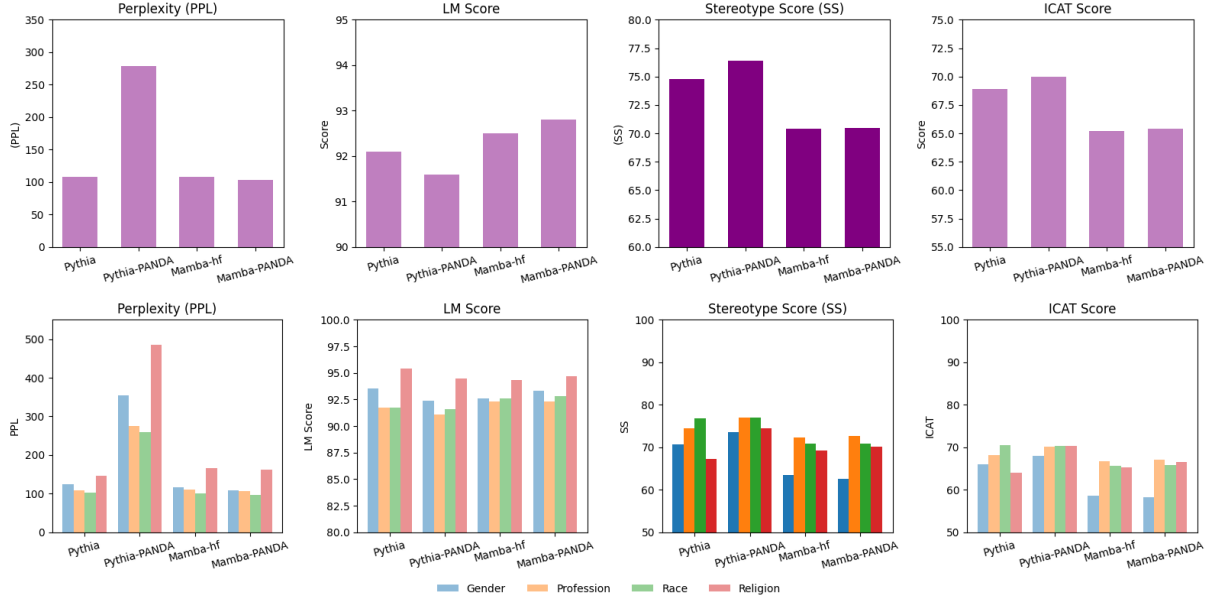 Perplexity (PPL)
350
300
250
200
150
100
50
0
(PPL)
Pythia
Pythia-PANDA
Mamba-hf
Mamba-PANDA
LM Score
95
94
93
92
91
90
Score
Pythia
Pythia-PANDA
Mamba-hf
Mamba-PANDA
Stereotype Score (SS)
80.0
77.5
75.0
72.5
70.0
67.5
65.0
62.5
60.0
(SS)
Pythia
Pythia-PANDA
Mamba-hf
Mamba-PANDA
ICAT Score
75.0
72.5
70.0
67.5
65.0
62.5
60.0
57.5
55.0
Score
Pythia
Pythia-PANDA
Mamba-hf
Mamba-PANDA
Perplexity (PPL)
500
400
300
200
100
0
PPL
Pythia
Pythia-PANDA
Mamba-hf
Mamba-PANDA
LM Score
100.0
97.5
95.0
92.5
90.0
87.5
85.0
82.5
80.0
LM Score
Pythia
Pythia-PANDA
Mamba-hf
Mamba-PANDA
Stereotype Score (SS)
100
90
80
70
60
50
SS
Pythia
Pythia-PANDA
Mamba-hf
Mamba-PANDA
ICAT Score
100
90
80
70
60
50
ICAT
Pythia
Pythia-PANDA
Mamba-hf
Mamba-PANDA
Gender
Profession
Race
Religion